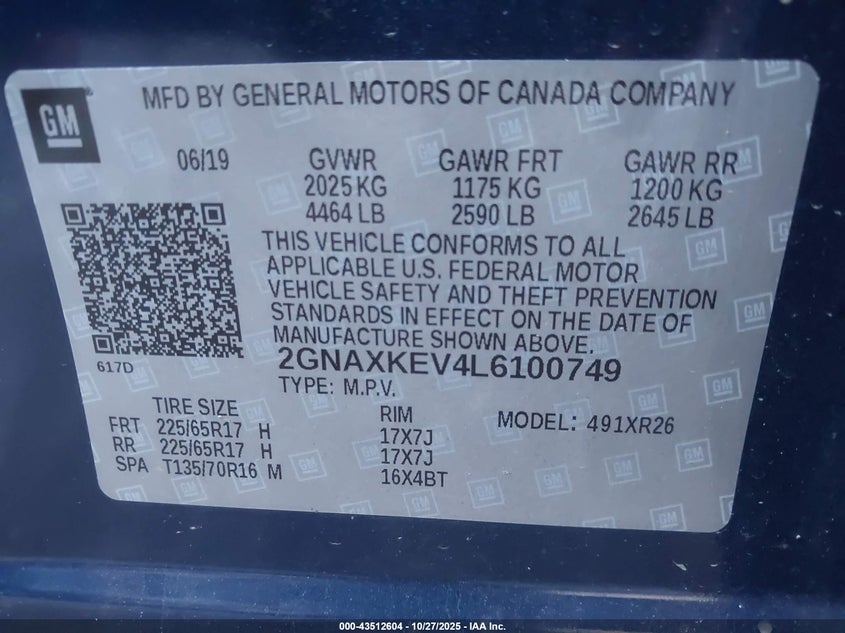 GM
MFD BY GENERAL MOTORS OF CANADA COMPANY
06/19 GVWR GAWR FRT GAWR RR
2025 KG 1175 KG 1200 KG
4464 LB 2590 LB 2645 LB
THIS VEHICLE CONFORMS TO ALL
APPLICABLE U.S. FEDERAL MOTOR
VEHICLE SAFETY AND THEFT PREVENTION
STANDARDS IN EFFECT ON THE DATE OF
MANUFACTURE SHOWN ABOVE.
617D
2GNAXKEV4L6100749
TYPE: M.P.V.
TIRE SIZE RIM MODEL: 491XR26
FRT 225/65R17 H 17X7J
RR 225/65R17 H 17X7J
SPA T135/70R16 M 16X4BT
000-43512604 - 10/27/2025 - IAA Inc.